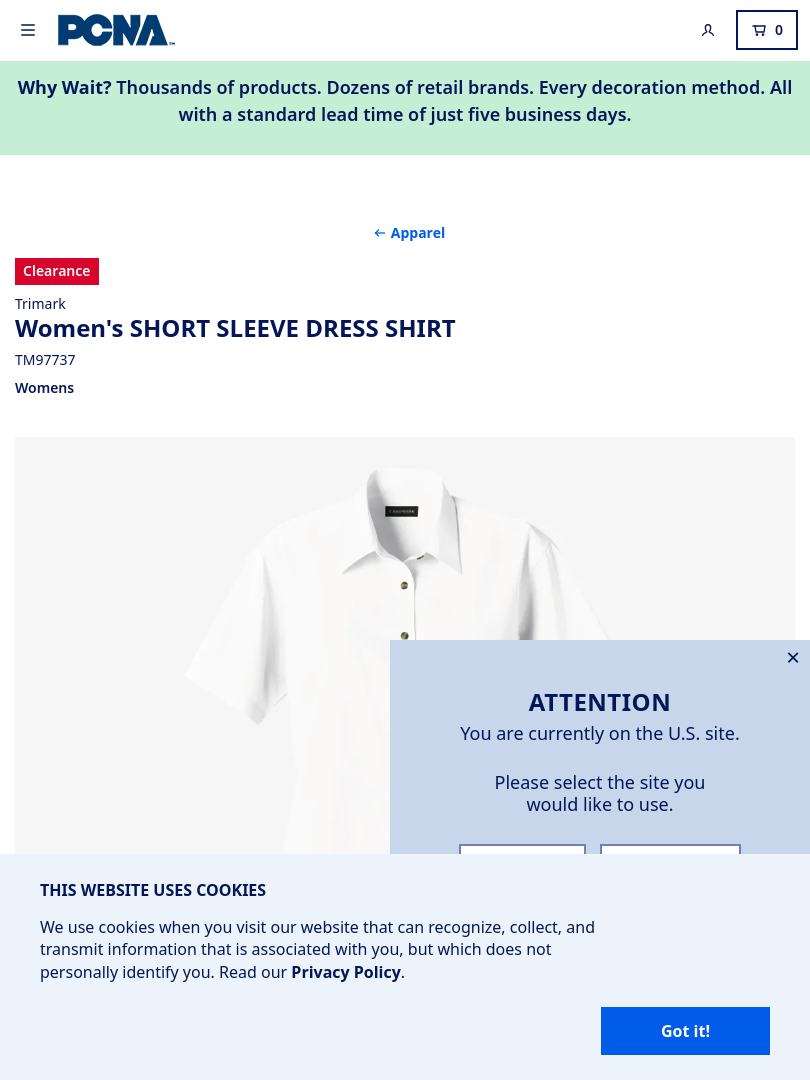 PCNA
0
Why Wait? Thousands of products. Dozens of retail brands. Every decoration method. All
with a standard lead time of just five business days.
← Apparel
Clearance
Trimark
Women's SHORT SLEEVE DRESS SHIRT
TM97737
Womens
ATTENTION
You are currently on the U.S. site.
Please select the site you
would like to use.
THIS WEBSITE USES COOKIES
We use cookies when you visit our website that can recognize, collect, and
transmit information that is associated with you, but which does not
personally identify you. Read our Privacy Policy.
Got it!